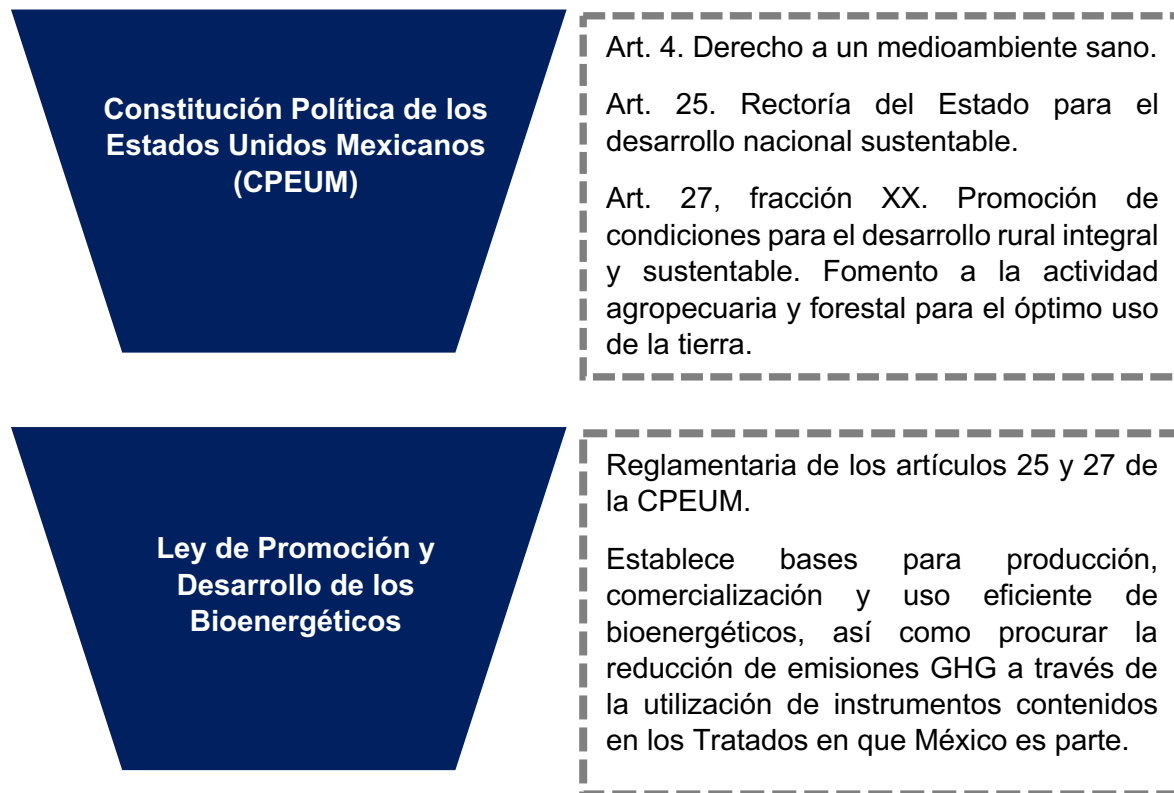 Constitución Política de los
Estados Unidos Mexicanos
(CPEUM)
Art. 4. Derecho a un medioambiente sano.
Art. 25. Rectoría del Estado para el
desarrollo nacional sustentable.
Art. 27, fracción XX. Promoción de
condiciones para el desarrollo rural integral
y sustentable. Fomento a la actividad
agropecuaria y forestal para el óptimo uso
de la tierra.
Ley de Promoción y
Desarrollo de los
Bioenergéticos
Reglamentaria de los artículos 25 y 27 de
la CPEUM.
Establece bases para producción,
comercialización y uso eficiente de
bioenergéticos, así como procurar la
reducción de emisiones GHG a través de
la utilización de instrumentos contenidos
en los Tratados en que México es parte.